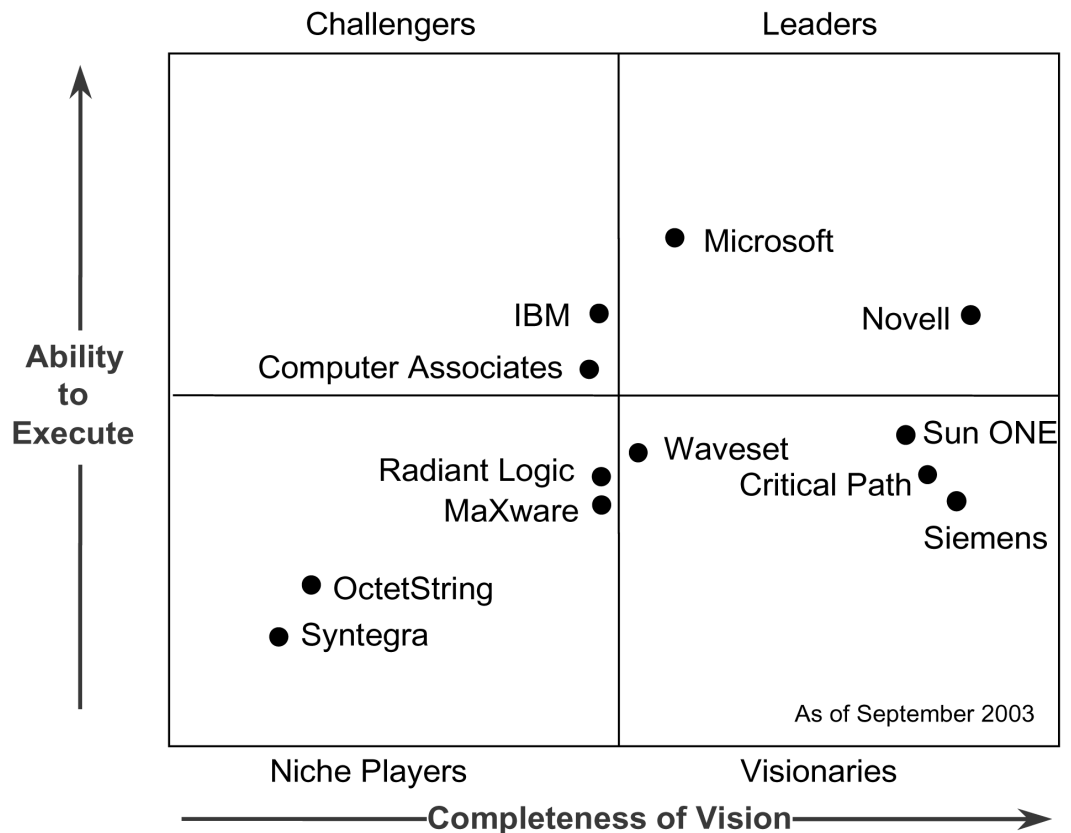 Challengers
Leaders
Microsoft
IBM
Novell
Computer Associates
Ability
to
Execute
Sun ONE
Waveset
Radiant Logic
Critical Path
MaXware
Siemens
OctetString
Syntegra
As of September 2003
Niche Players
Visionaries
Completeness of Vision